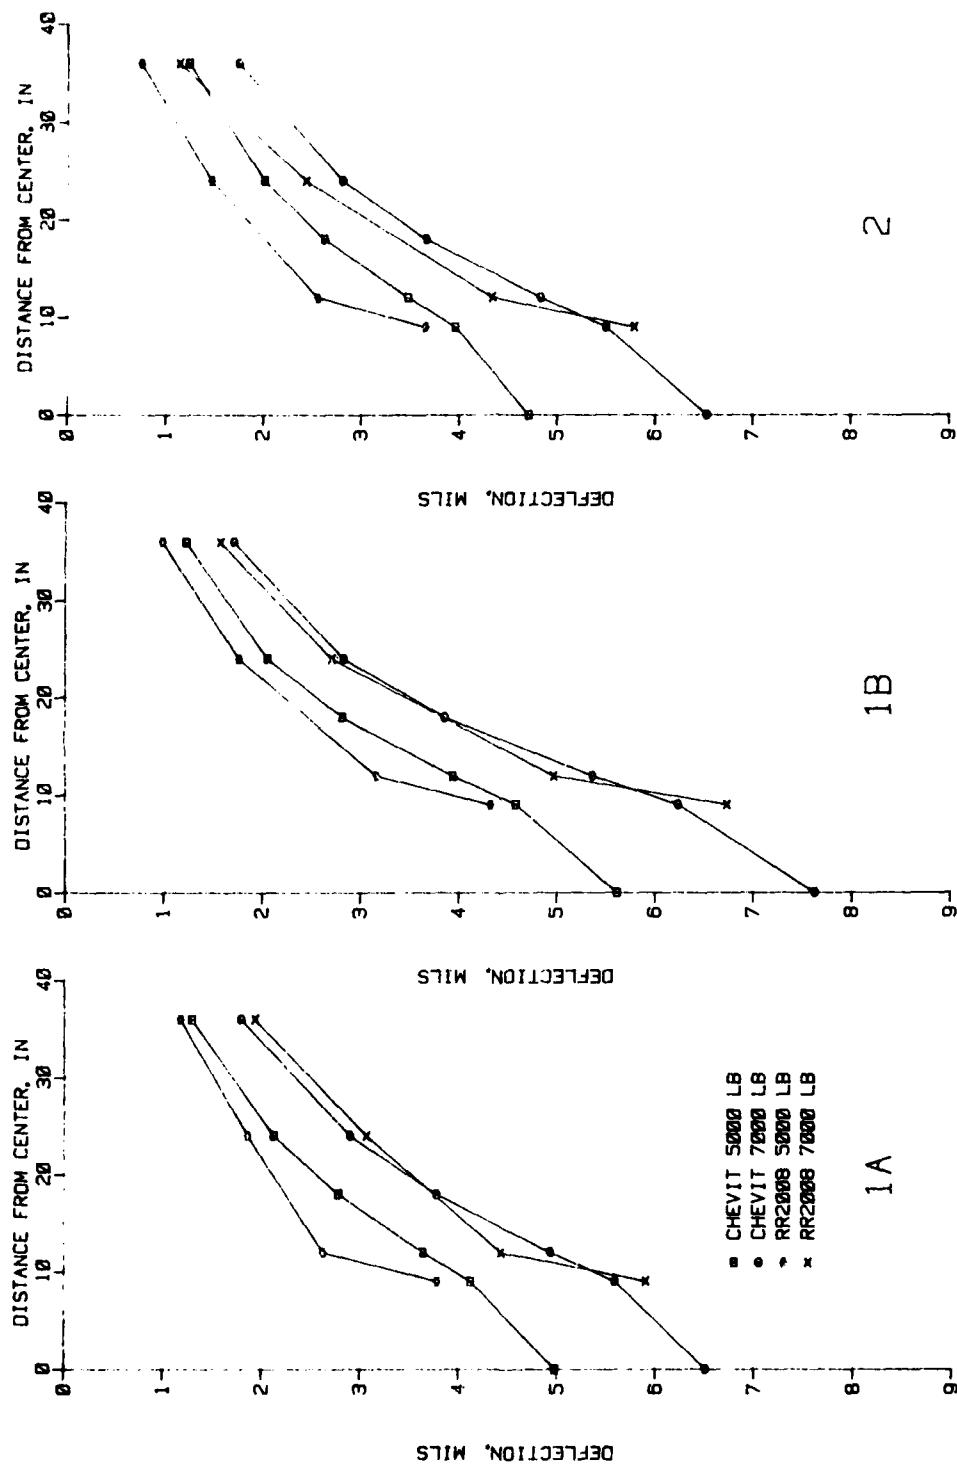 DISTANCE FROM CENTER, IN
0 10 20 30 40
0
1
2
3
4
5
6
7
8
9
DEFLECTION, MILS
CHEVIT 5000 LB
CHEVIT 7000 LB
RR2008 5000 LB
RR2008 7000 LB
1A
DISTANCE FROM CENTER, IN
0 10 20 30 40
0
1
2
3
4
5
6
7
8
9
DEFLECTION, MILS
1B
DISTANCE FROM CENTER, IN
0 10 20 30 40
0
1
2
3
4
5
6
7
8
9
DEFLECTION, MILS
2